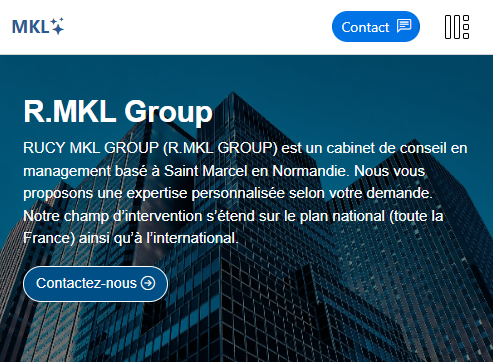 MKL
Contact
R.MKL Group
RUCY MKL GROUP (R.MKL GROUP) est un cabinet de conseil en
management basé à Saint Marcel en Normandie. Nous vous
proposons une expertise personnalisée selon votre demande.
Notre champ d’intervention s’étend sur le plan national (toute la
France) ainsi qu’à l’international.
Contactez-nous